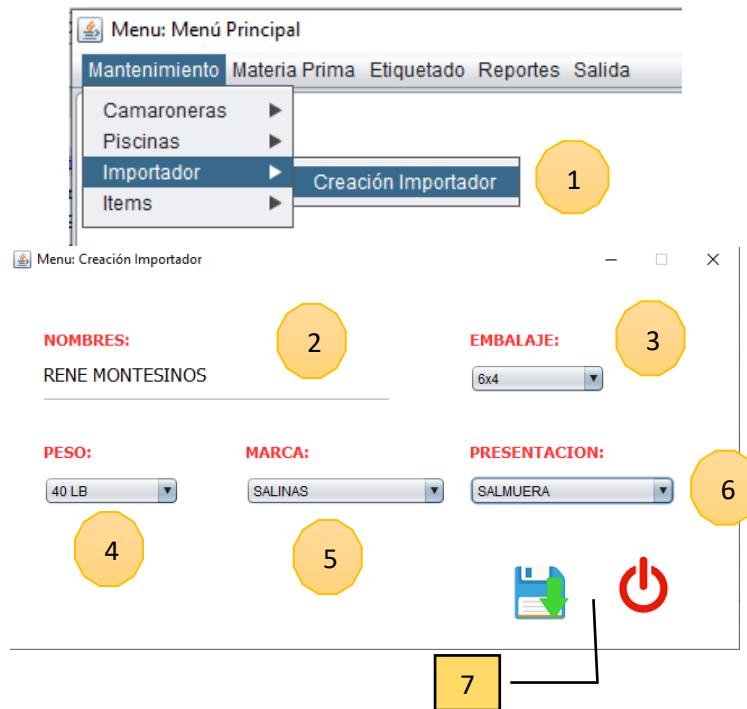 Menu: Menú Principal
Mantenimiento Materia Prima Etiquetado Reportes Salida
Camaroneras
Piscinas
Importador
Creación Importador
1
Items
Menu: Creación Importador
NOMBRES:
2
EMBALAJE:
3
RENE MONTESINOS
6x4
PESO:
MARCA:
PRESENTACION:
40 LB
SALINAS
SALMUERA
6
4
5
7